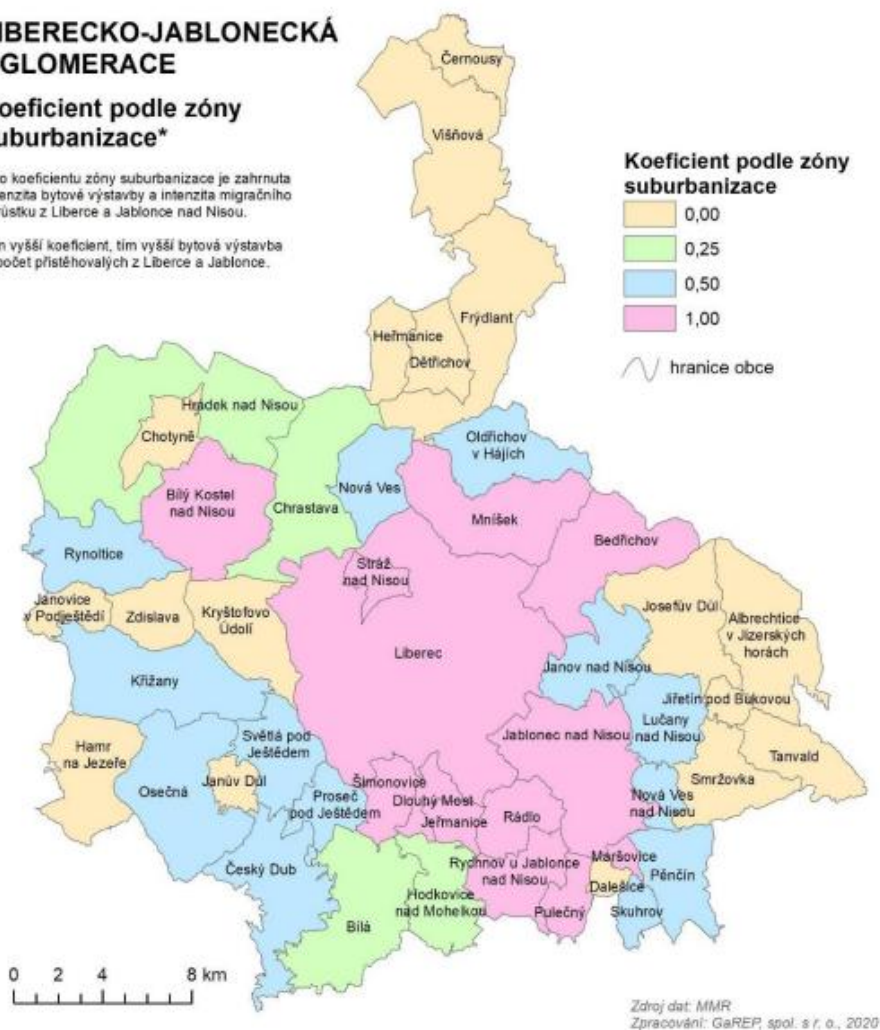 IBERECKO-JABLONECKÁ
GLOMERACE
oeficient podle zóny
uburbanizace*
o koeficientu zóny suburbanizace je zahrnuta
enzita bytové výstavby a intenzita migračního
růstku z Liberce a Jablonce nad Nisou.
m vyšší koeficient, tím vyšší bytová výstavba
počet přistěhovalých z Liberce a Jablonce.
Koeficient podle zóny
suburbanizace
0,00
0,25
0,50
1,00
hranice obce
Černousy
Višňová
Frýdlant
Heřmanice
Dětřichov
Hrádek nad Nisou
Chotyně
Oldřichov
v Hájích
Bílý Kostel
nad Nisou
Nová Ves
Chrastava
Mníšek
Bedřichov
Rynoltice
Stráž
nad Nisou
Janovice
v Podještědí
Zdislava
Kryštofovo
Údolí
Josefův Důl
Albrechtice
v Jizerských
horách
Liberec
Janov nad Nisou
Křižany
Jiřetín pod Bukovou
Lučany
nad Nisou
Jablonec nad Nisou
Světlá pod
Ještědem
Hamr
na Jezeře
Tanvald
Janův Důl
Osečná
Smržovka
Šimonovice
Proseč
pod Ještědem
Dlouhý Most
Nová Ves
nad Nisou
Jeřmanice
Rádlo
Maršovice
Rychnov u Jablonce
nad Nisou
Český Dub
Pěnčín
Dalešice
Hodkovice
nad Mohelkou
Pulečný
Skuhrov
Bílá
0 2 4 8 km
Zdroj dat: MMR
Zpracování: GaREP, spol. s r. o., 2020